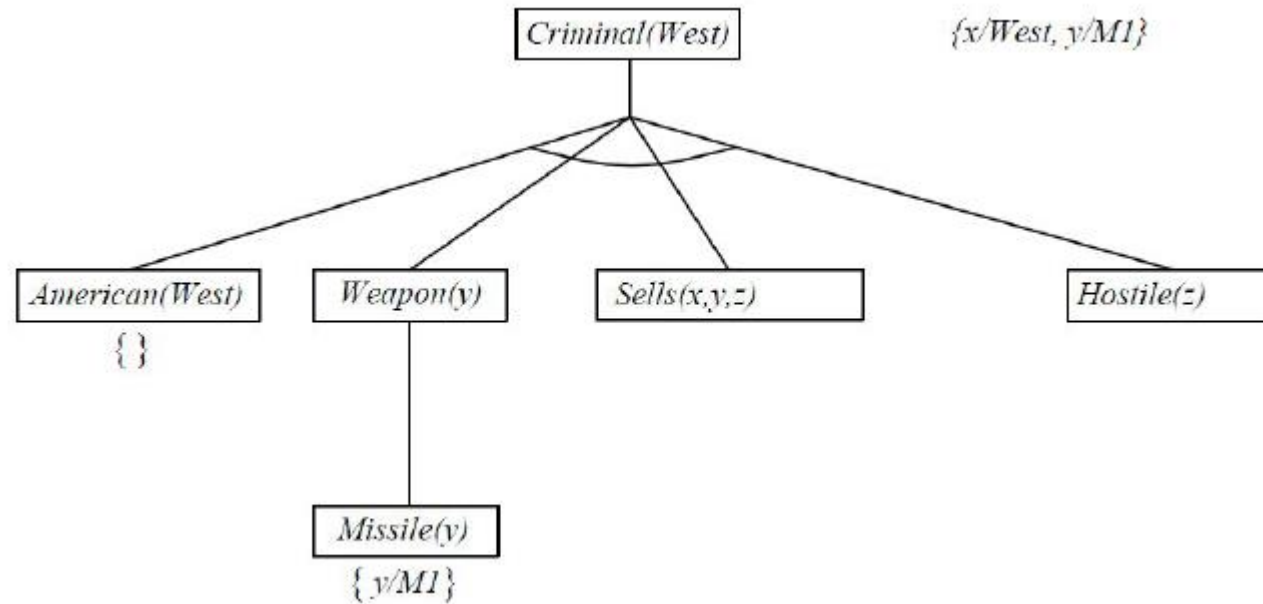 Criminal(West)
{x/West, y/M1}
American(West)
Weapon(y)
Sells(x,y,z)
Hostile(z)
{ }
Missile(y)
{ y/M1}